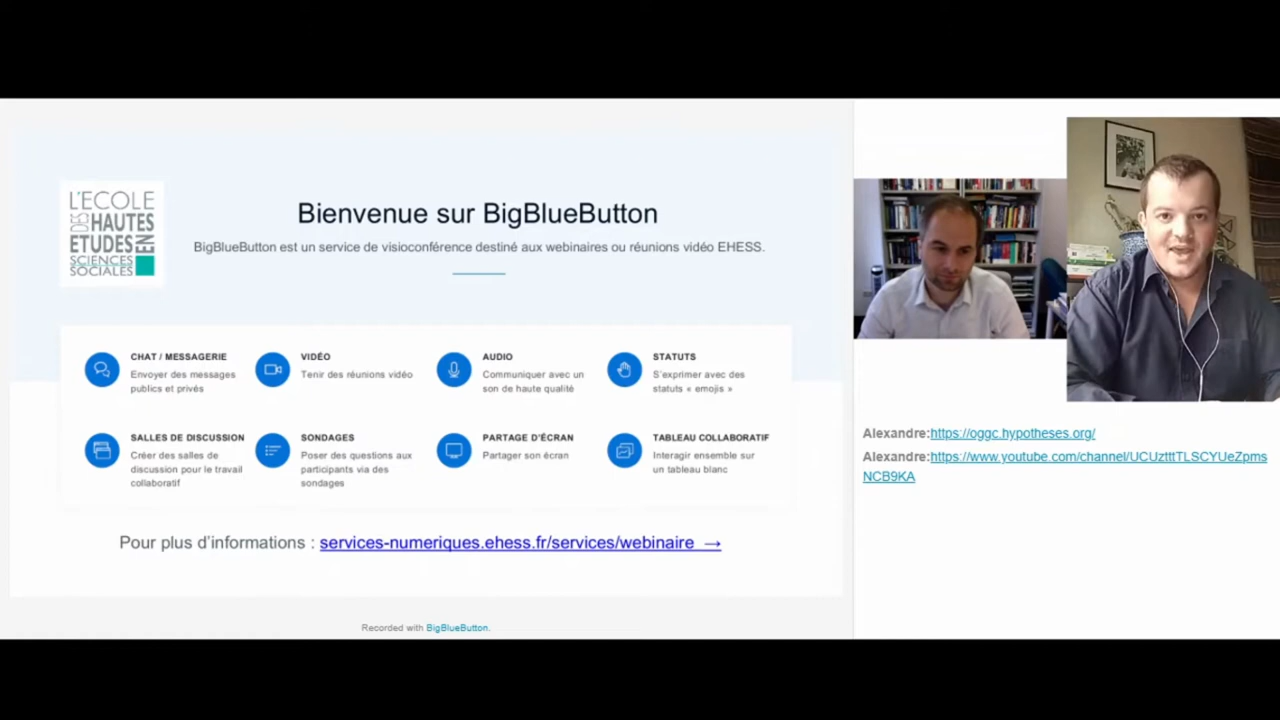 L'ECOLE
DES HAUTES
ETUDES EN
SCIENCES
SOCIALES
Bienvenue sur BigBlueButton
BigBlueButton est un service de visioconférence destiné aux webinaires ou réunions vidéo EHESS.
CHAT / MESSAGERIE
Envoyer des messages
publics et privés
VIDÉO
Tenir des réunions vidéo
AUDIO
Communiquer avec un
son de haute qualité
STATUTS
S'exprimer avec des
statuts « emojis »
SALLES DE DISCUSSION
Créer des salles de
discussion pour le travail
collaboratif
SONDAGES
Poser des questions aux
participants via des
sondages
PARTAGE D'ÉCRAN
Partager son écran
TABLEAU COLLABORATIF
Interagir ensemble sur
un tableau blanc
Pour plus d'informations : services-numeriques.ehess.fr/services/webinaire →
Recorded with BigBlueButton.
Alexandre:https://oggc.hypotheses.org/
Alexandre:https://www.youtube.com/channel/UCUztttTLSCYUeZpms
NCB9KA